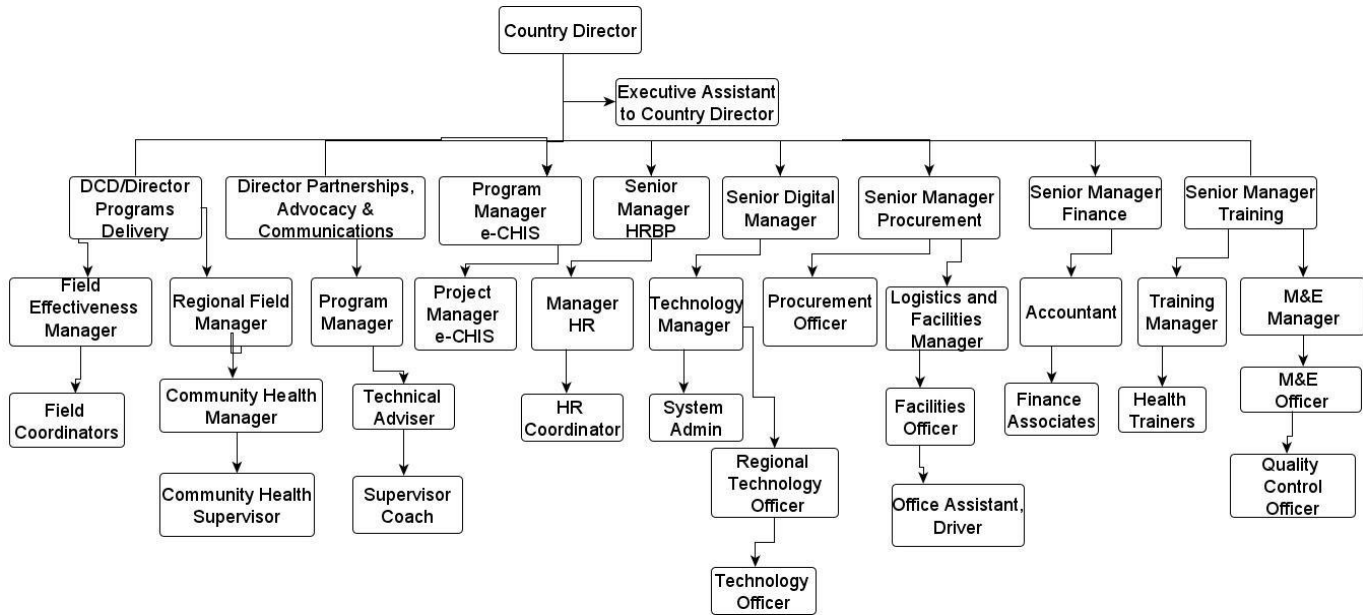 Country Director
Executive Assistant
to Country Director
DCD/Director
Programs
Delivery
Director Partnerships,
Advocacy &
Communications
Program
Manager
e-CHIS
Senior
Manager
HRBP
Senior Digital
Manager
Senior Manager
Procurement
Senior Manager
Finance
Senior Manager
Training
Field
Effectiveness
Manager
Regional Field
Manager
Program
Manager
Project
Manager
e-CHIS
Manager
HR
Technology
Manager
Procurement
Officer
Logistics and
Facilities
Manager
Accountant
Training
Manager
M&E
Manager
Field
Coordinators
Community Health
Manager
Technical
Adviser
HR
Coordinator
System
Admin
Facilities
Officer
Finance
Associates
Health
Trainers
M&E
Officer
Community Health
Supervisor
Supervisor
Coach
Regional
Technology
Officer
Office Assistant,
Driver
Quality
Control
Officer
Technology
Officer